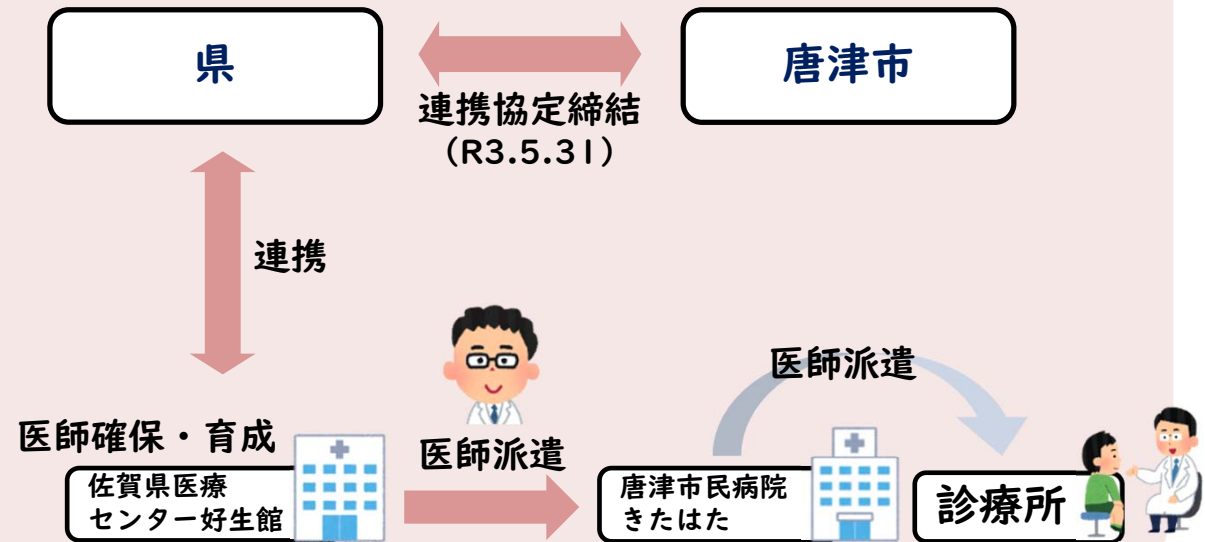 県
唐津市
連携協定締結
(R3.5.31)
連携
医師派遣
医師確保・育成
医師派遣
佐賀県医療
センター好生館
唐津市民病院
きたはた
診療所